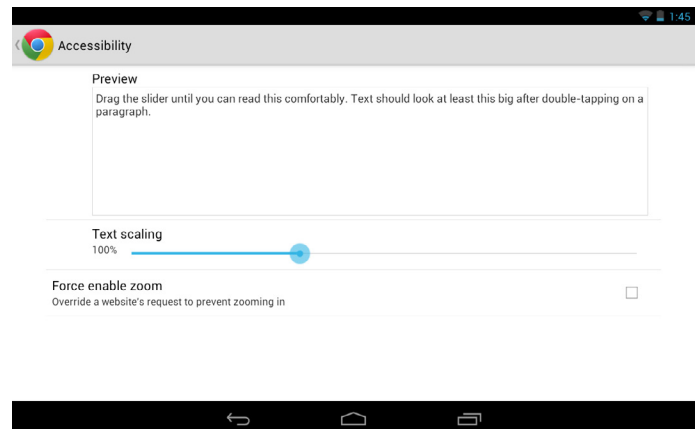 1:45
Accessibility
Preview
Drag the slider until you can read this comfortably. Text should look at least this big after double-tapping on a
paragraph.
Text scaling
100%
Force enable zoom
Override a website's request to prevent zooming in